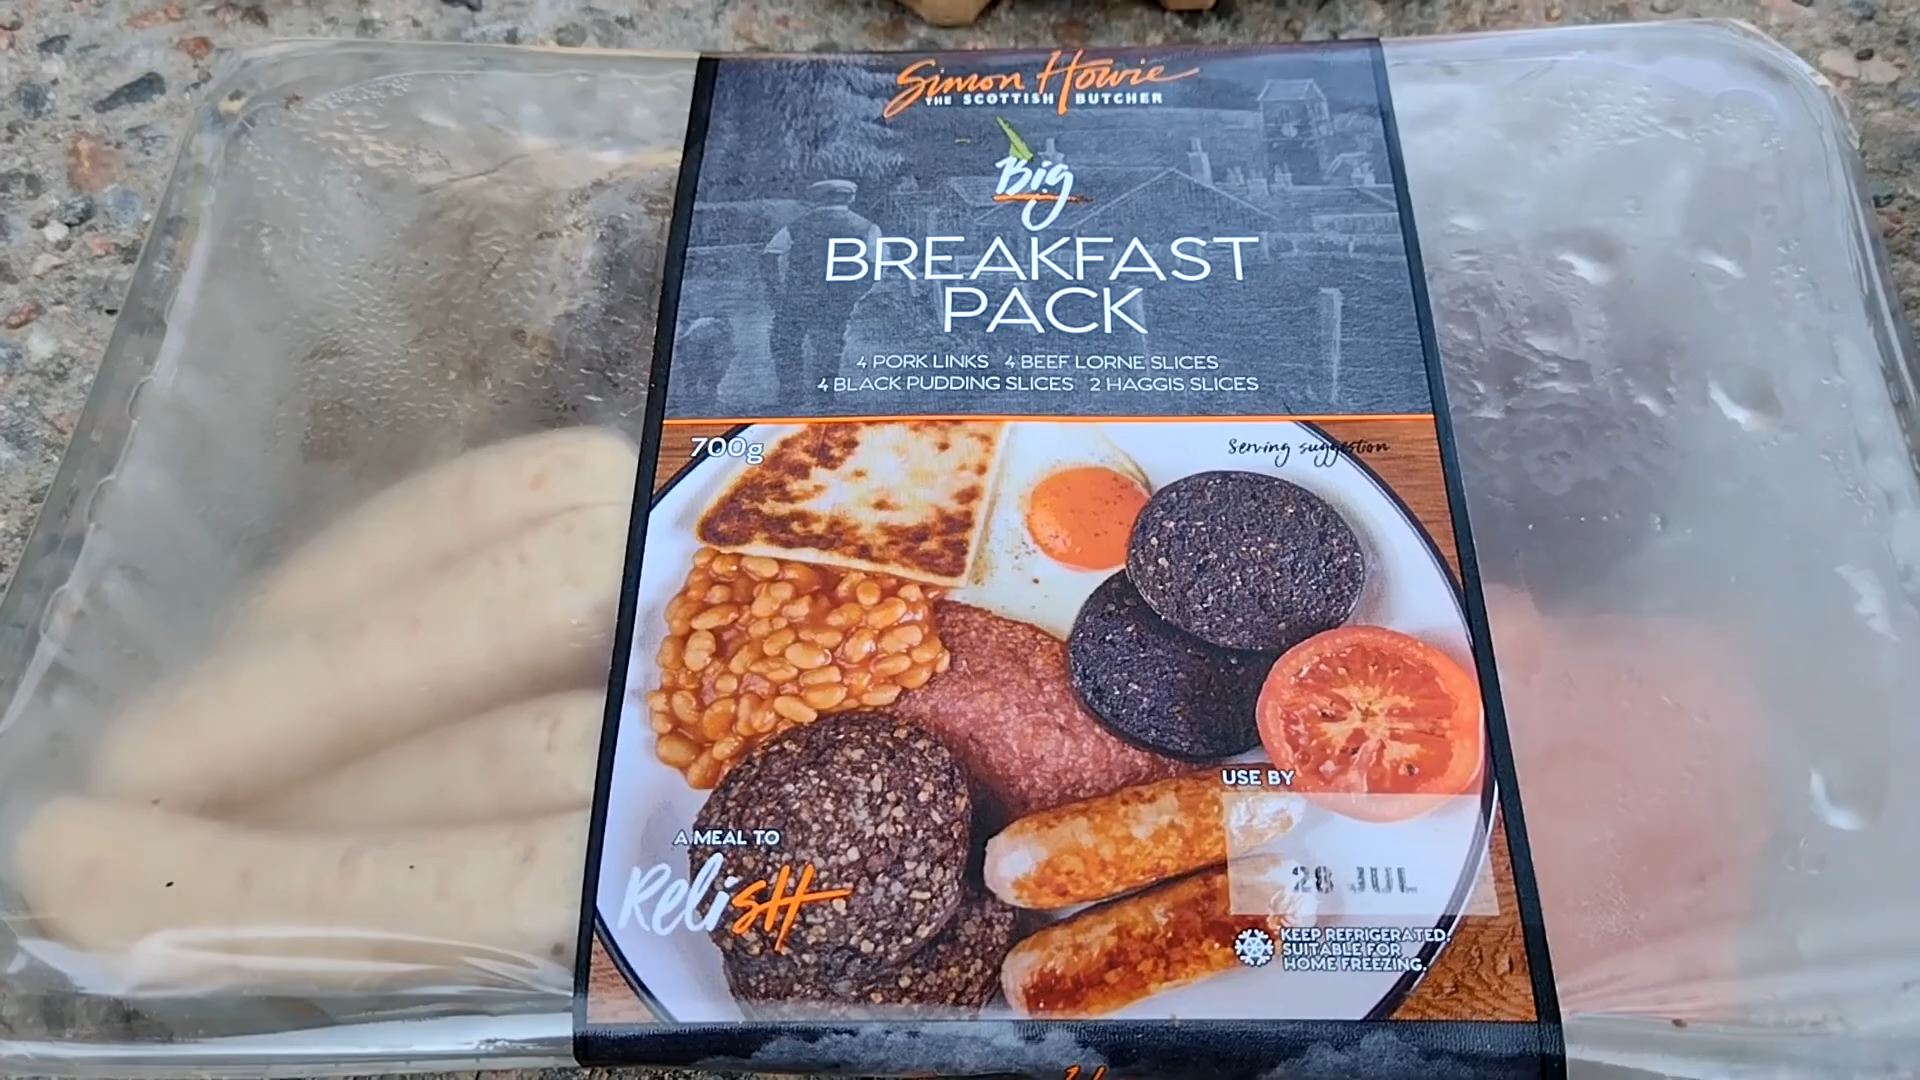 Simon Howie
THE SCOTTISH BUTCHER
Big
BREAKFAST
PACK
4 PORK LINKS 4 BEEF LORNE SLICES
4 BLACK PUDDING SLICES 2 HAGGIS SLICES
700g
Serving suggestion
USE BY
28 JUL
A MEAL TO
Relish
KEEP REFRIGERATED.
SUITABLE FOR
HOME FREEZING.